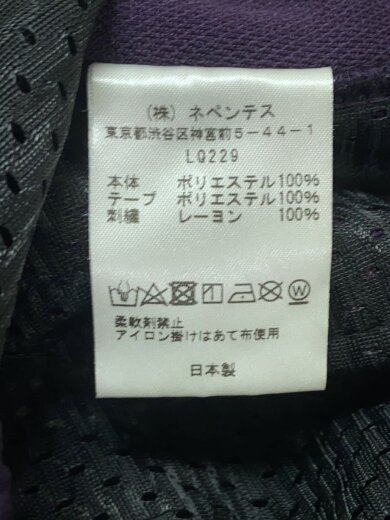 (株) ネペンテス
東京都渋谷区神宮前5-44-1
LQ229
本体 ポリエステル100%
テープ ポリエステル100%
刺繍 レーヨン 100%
柔軟剤禁止
アイロン掛けはあて布使用
日本製